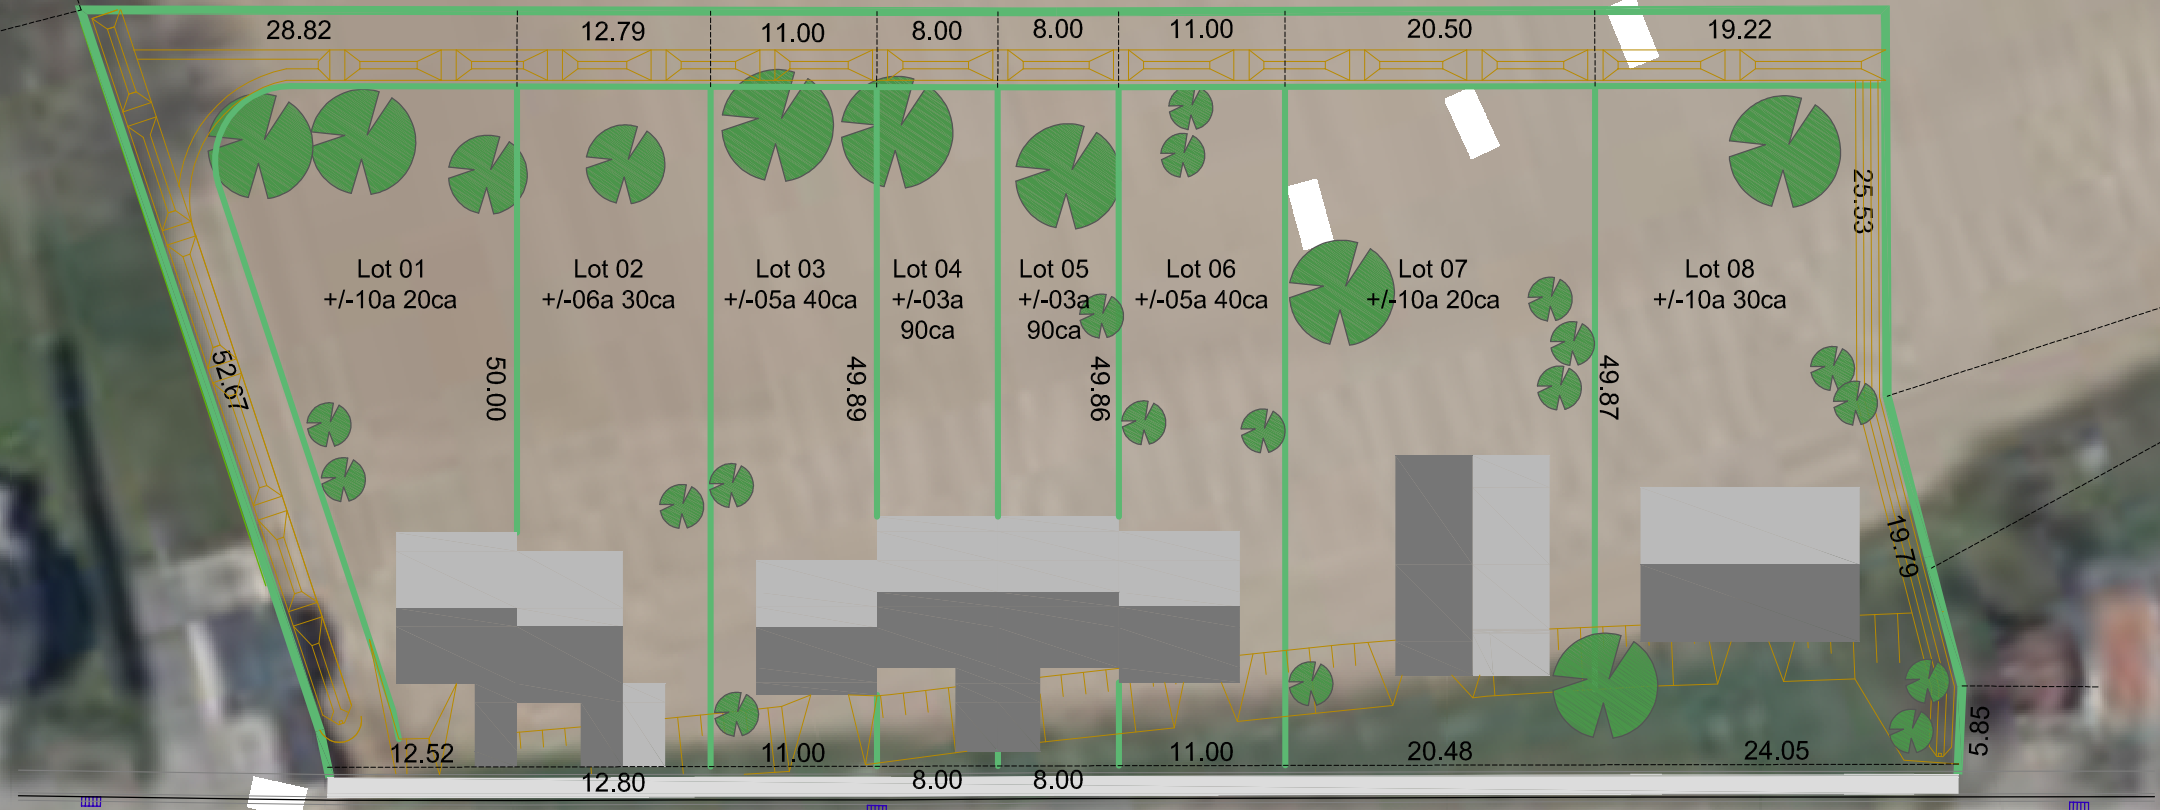 28.82
12.79
11.00
8.00
8.00
11.00
20.50
19.22
25.53
Lot 01
+/-10a 20ca
Lot 02
+/-06a 30ca
Lot 03
+/-05a 40ca
Lot 04
+/-03a
90ca
Lot 05
+/-03a
90ca
Lot 06
+/-05a 40ca
Lot 07
+/-10a 20ca
Lot 08
+/-10a 30ca
52.67
50.00
49.89
49.86
49.87
19.79
5.85
12.52
12.80
11.00
8.00
8.00
11.00
20.48
24.05